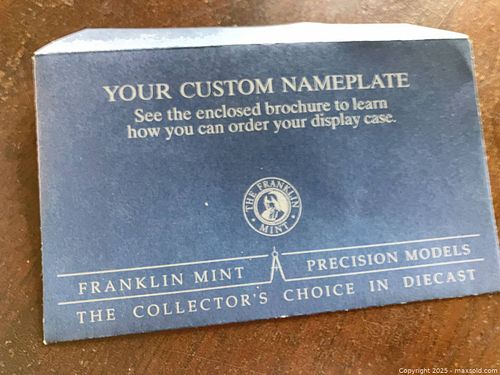 YOUR CUSTOM NAMEPLATE
See the enclosed brochure to learn
how you can order your display case.
THE FRANKLIN MINT
FRANKLIN MINT PRECISION MODELS
THE COLLECTOR'S CHOICE IN DIECAST
Copyright 2025 - maxsold.com